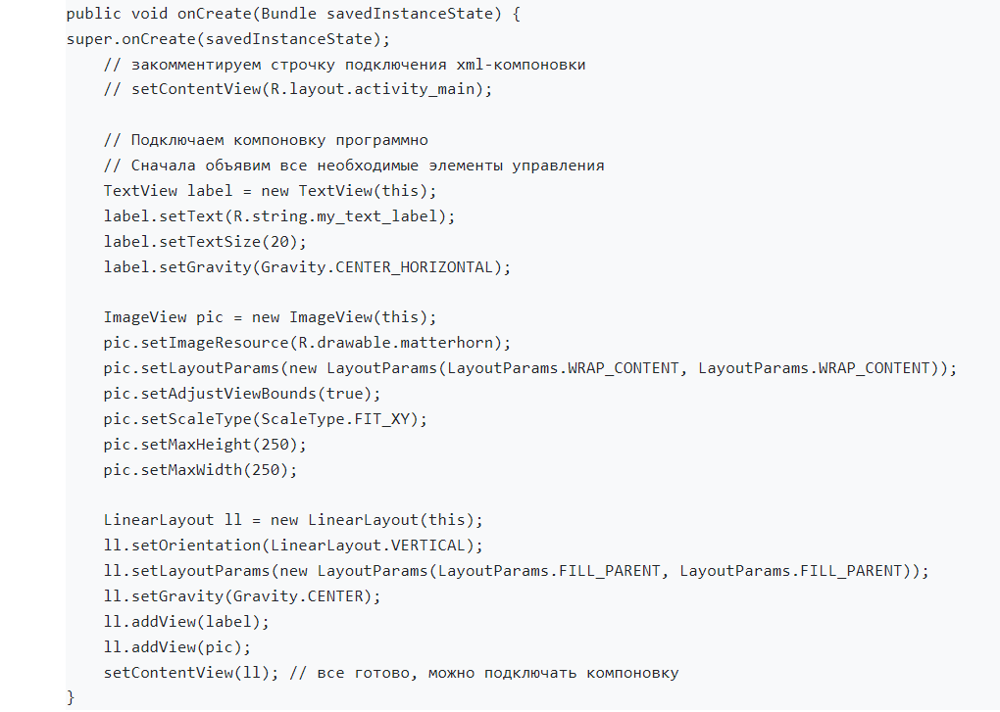 public void onCreate(Bundle savedInstanceState) {
super.onCreate(savedInstanceState);
    // закомментируем строчку подключения xml-компоновки
    // setContentView(R.layout.activity_main);

    // Подключаем компоновку программно
    // Сначала объявим все необходимые элементы управления
    TextView label = new TextView(this);
    label.setText(R.string.my_text_label);
    label.setTextSize(20);
    label.setGravity(Gravity.CENTER_HORIZONTAL);

    ImageView pic = new ImageView(this);
    pic.setImageResource(R.drawable.matterhorn);
    pic.setLayoutParams(new LayoutParams(LayoutParams.WRAP_CONTENT, LayoutParams.WRAP_CONTENT));
    pic.setAdjustViewBounds(true);
    pic.setScaleType(ScaleType.FIT_XY);
    pic.setMaxHeight(250);
    pic.setMaxWidth(250);

    LinearLayout ll = new LinearLayout(this);
    ll.setOrientation(LinearLayout.VERTICAL);
    ll.setLayoutParams(new LayoutParams(LayoutParams.FILL_PARENT, LayoutParams.FILL_PARENT));
    ll.setGravity(Gravity.CENTER);
    ll.addView(label);
    ll.addView(pic);
    setContentView(ll); // все готово, можно подключать компоновку
}